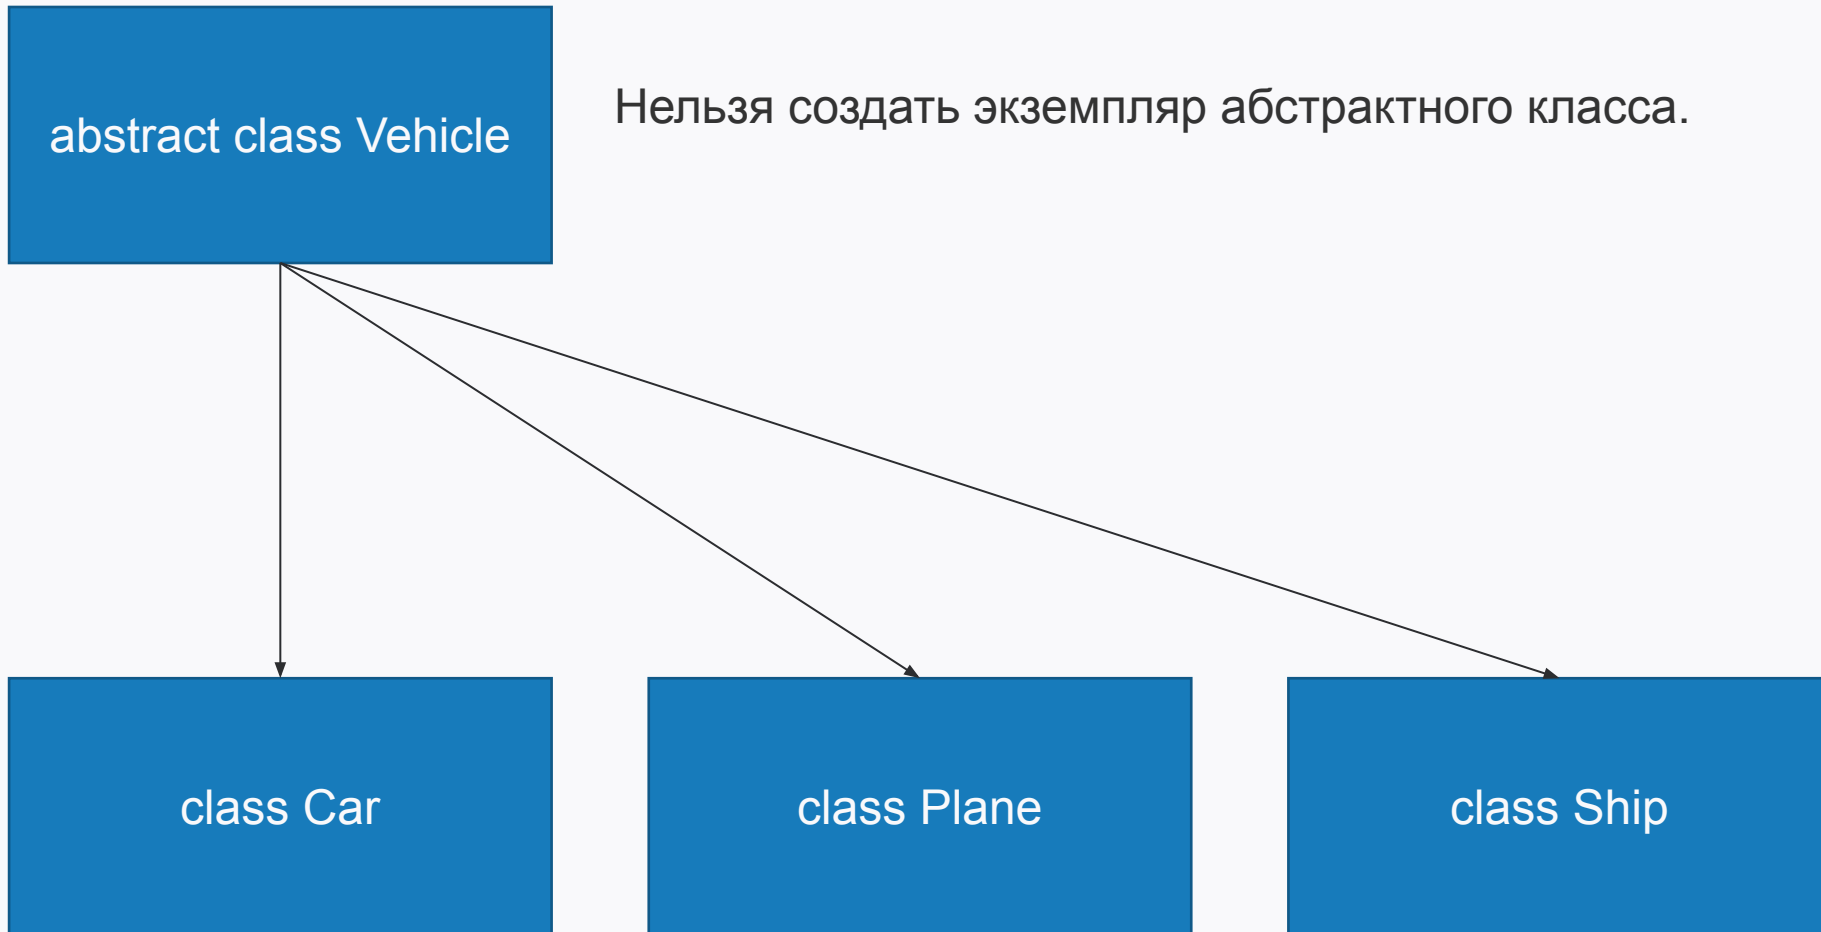 abstract class Vehicle
Нельзя создать экземпляр абстрактного класса.
class Car
class Plane
class Ship